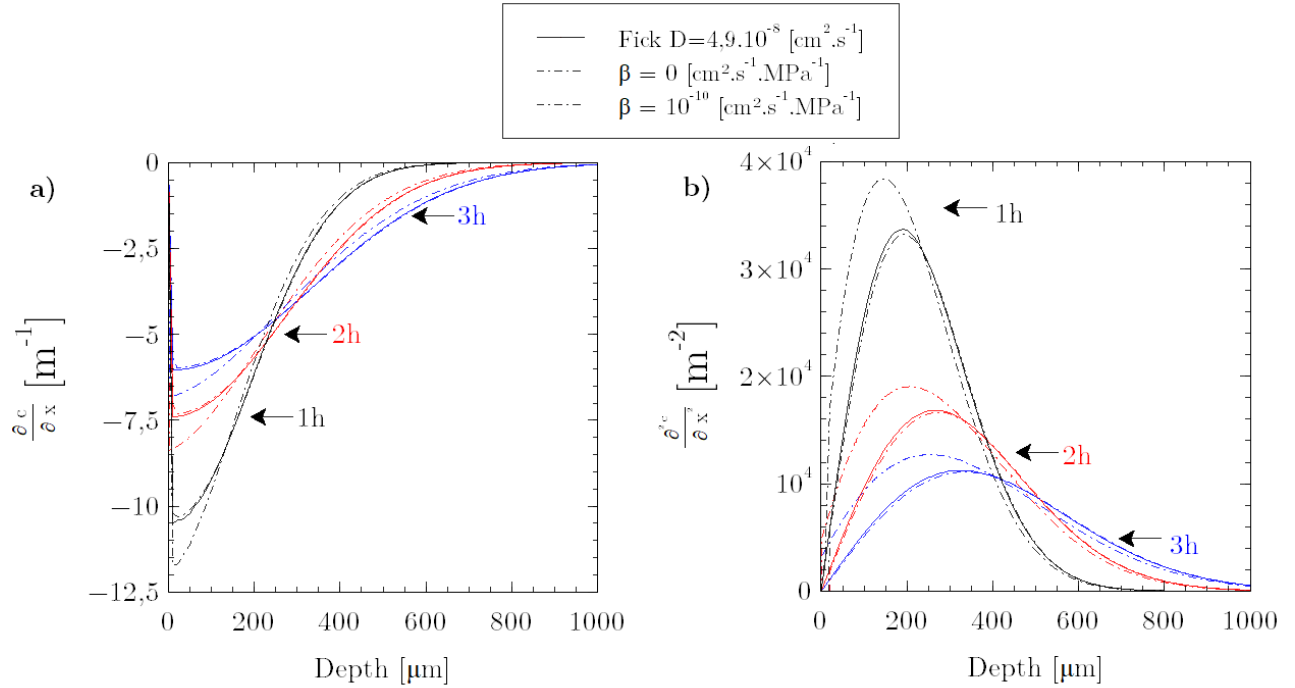 Fick D=4,9.10⁻⁸ [cm².s⁻¹]
β = 0 [cm².s⁻¹.MPa⁻¹]
β = 10⁻¹⁰ [cm².s⁻¹.MPa⁻¹]
a)
0
−2,5
−5
−7,5
−10
−12,5
∂c/∂x [m⁻¹]
3h
2h
1h
0 200 400 600 800 1000
Depth [μm]
b)
4×10⁴
3×10⁴
2×10⁴
10⁴
0
∂²c/∂x² [m⁻²]
1h
2h
3h
0 200 400 600 800 1000
Depth [μm]